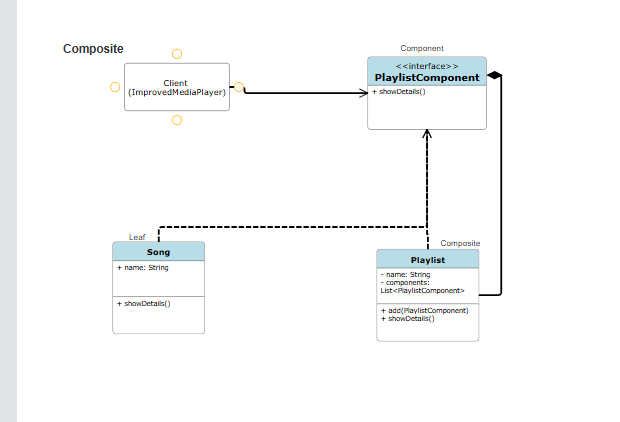 Composite
Client
(ImprovedMediaPlayer)
Component
<<interface>>
PlaylistComponent
+ showDetails()
Leaf
Song
+ name: String
+ showDetails()
Composite
Playlist
- name: String
- components:
List<PlaylistComponent>
+ add(PlaylistComponent)
+ showDetails()